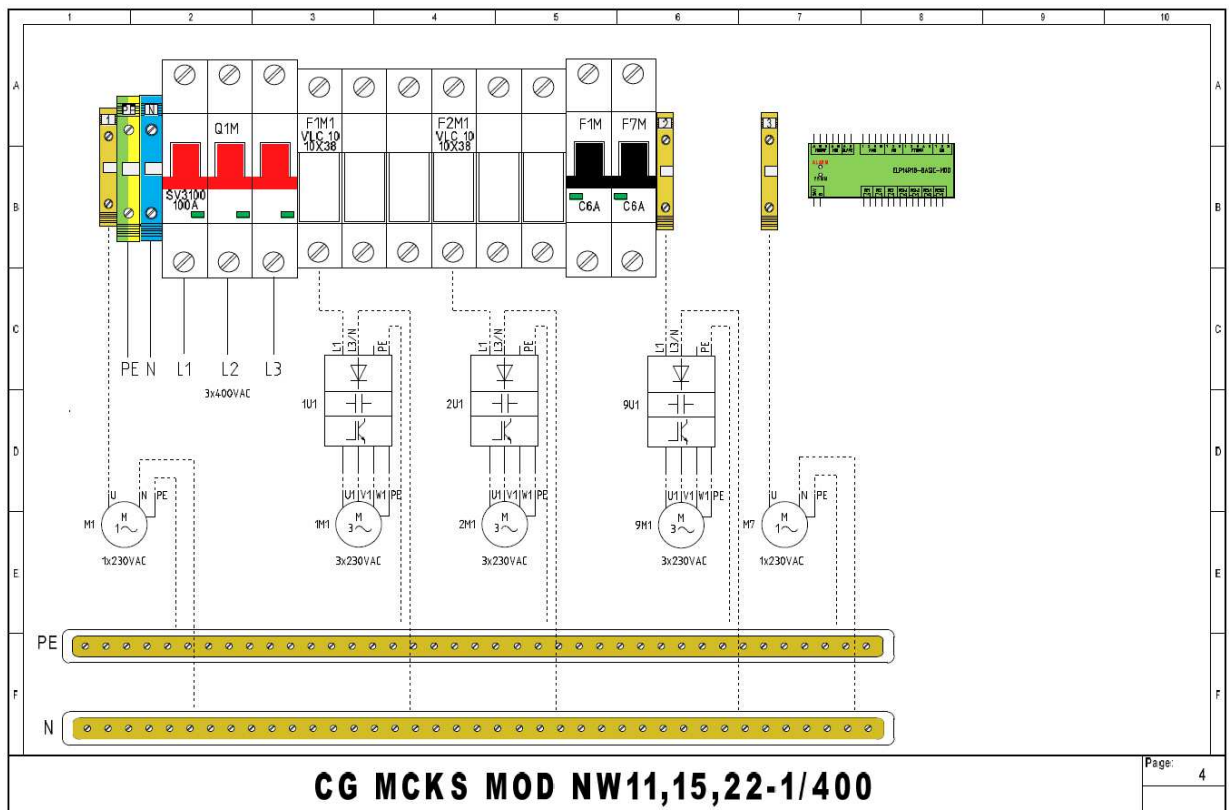 1 2 3 4 5 6 7 8 9 10
A A
B B
C C
D D
E E
F F
1 PE N
Q1M
SV3100
100A
F1M1
VLC 10
10X38
F2M1
VLC 10
10X38
F1M F7M
C6A C6A
2
3
ALARM
ELP14R18-BASIC-MOD
PE N L1 L2 L3
3x400VAC
L1 L3/N PE
1U1
U1 V1 W1 PE
1M1
M
3~
3x230VAC
L1 L3/N PE
2U1
U1 V1 W1 PE
2M1
M
3~
3x230VAC
L1 L3/N PE
9U1
U1 V1 W1 PE
9M1
M
3~
3x230VAC
U N PE
M1
M
1~
1x230VAC
U N PE
M7
M
1~
1x230VAC
PE
N
CG MCKS MOD NW11,15,22-1/400
Page:
4